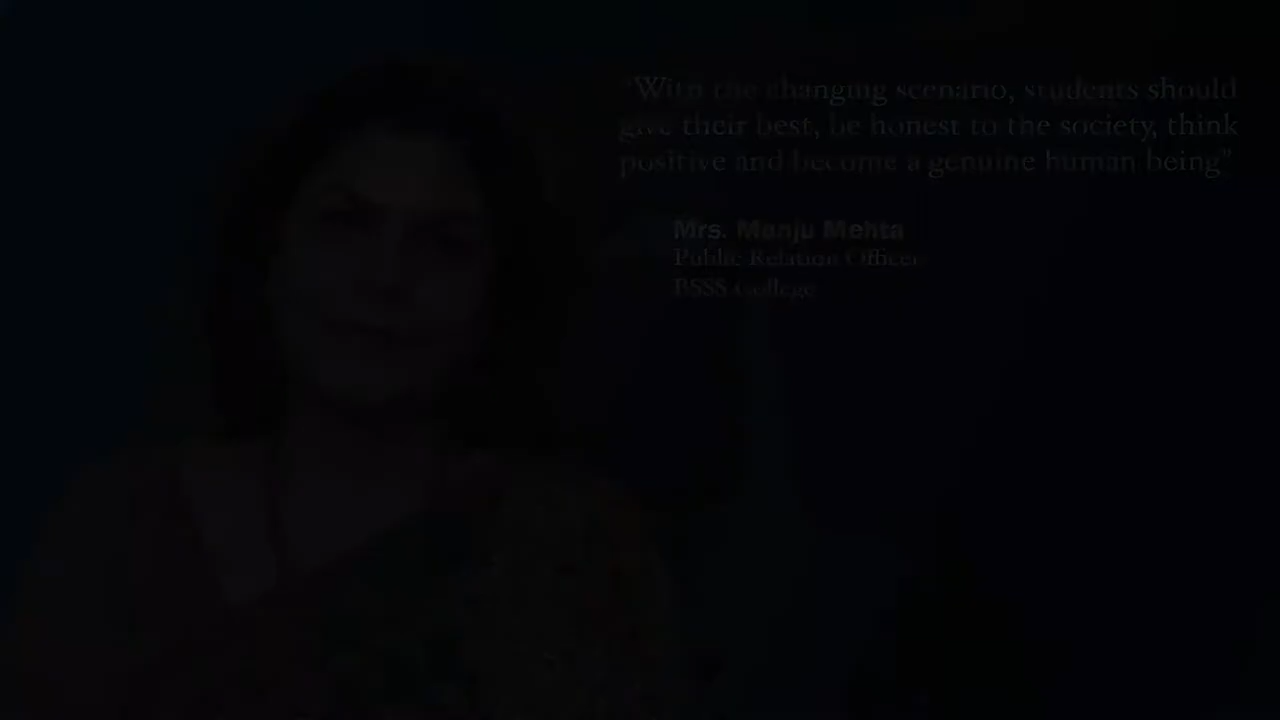 "With the changing scenario, students should
give their best, be honest to the society, think
positive and become a genuine human being"
Mrs. Manju Mehta
Public Relation Officer
BSSS College